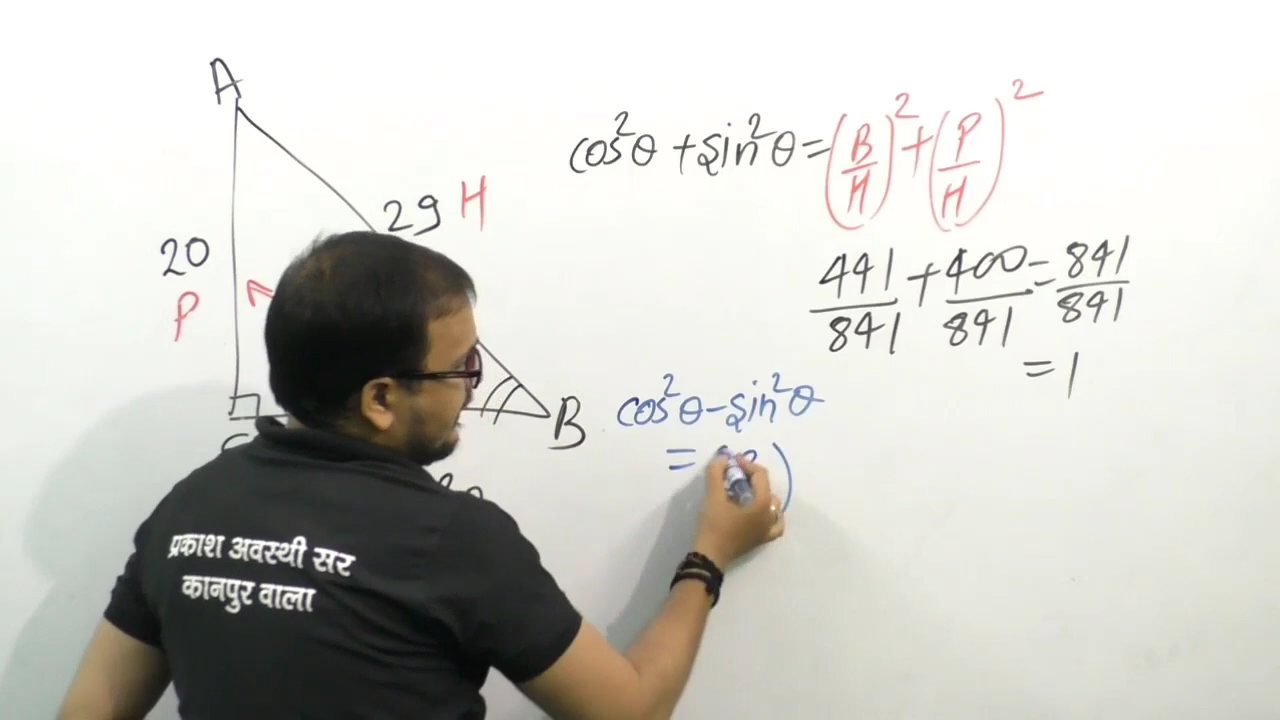 A
29 H
20
P
B
cos²θ + sin²θ = (B/H)² + (P/H)²
441/841 + 400/841 = 841/841
= 1
cos²θ - sin²θ
=
प्रकाश अवस्थी सर
कानपुर वाला